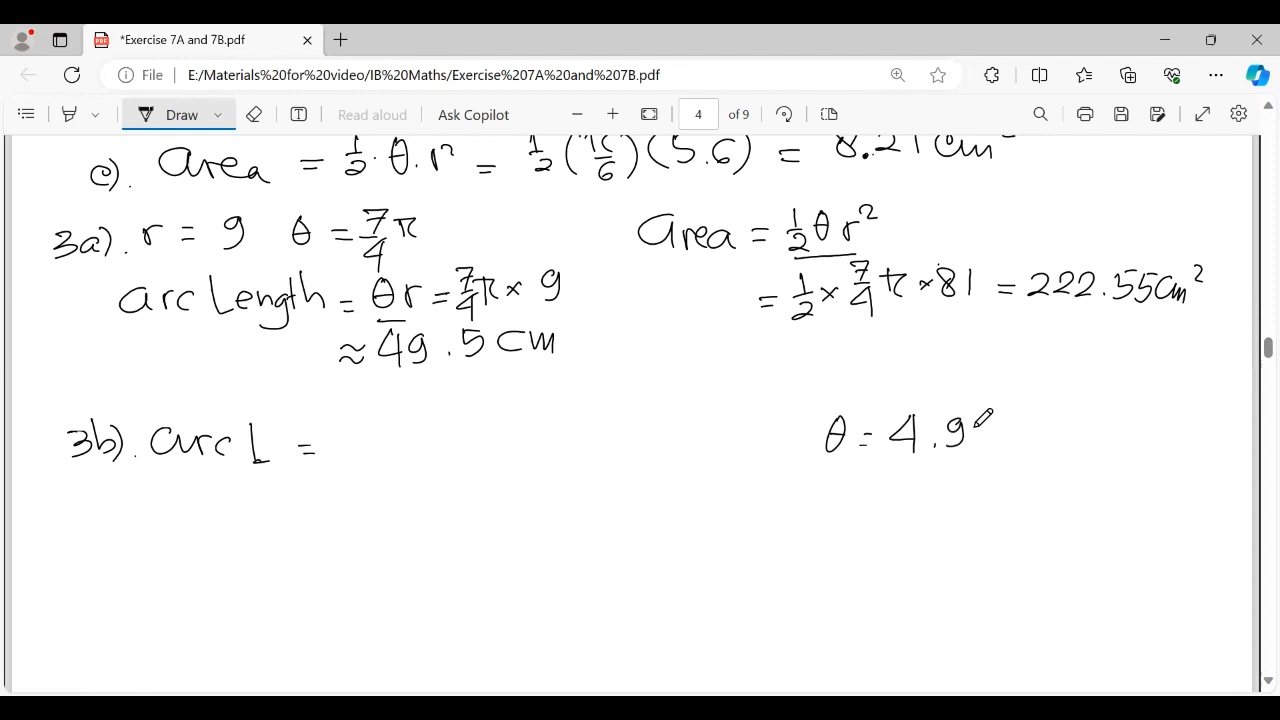 *Exercise 7A and 7B.pdf
File E:/Materials%20for%20video/IB%20Maths/Exercise%207A%20and%207B.pdf
Draw Read aloud Ask Copilot 4 of 9
c). area = 1/2 · θ · r² = 1/2 (π/6)(5.6) = 8.21 cm²
3a). r = 9 θ = 7/4 π
arc Length = θr = 7/4 π × 9
≈ 49.5 cm
Area = 1/2 θ r²
= 1/2 × 7/4 π × 81 = 222.55 cm²
3b). arc L =
θ = 4.9